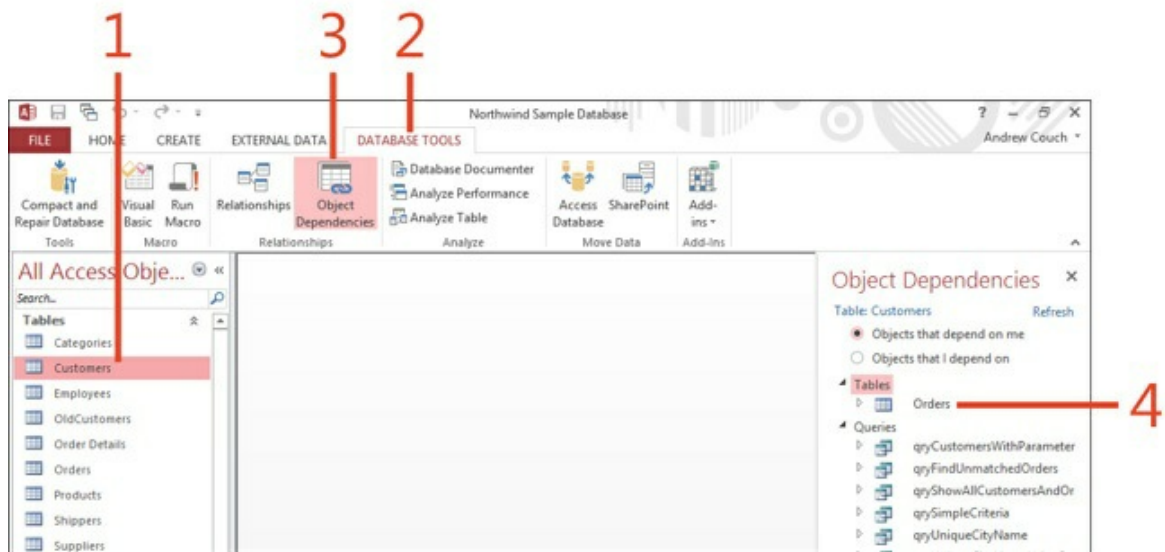 1 3 2
Northwind Sample Database ?
FILE HOME CREATE EXTERNAL DATA DATABASE TOOLS Andrew Couch
Compact and Repair Database
Visual Basic
Run Macro
Relationships
Object Dependencies
Database Documenter
Analyze Performance
Analyze Table
Access Database
SharePoint
Add-ins
Tools Macro Relationships Analyze Move Data Add-Ins
All Access Obje...
Search...
Tables
Categories
Customers
Employees
OldCustomers
Order Details
Orders
Products
Shippers
Suppliers
Object Dependencies
Table: Customers Refresh
Objects that depend on me
Objects that I depend on
Tables
Orders 4
Queries
qryCustomersWithParameter
qryFindUnmatchedOrders
qryShowAllCustomersAndOr
qrySimpleCriteria
qryUniqueCityName